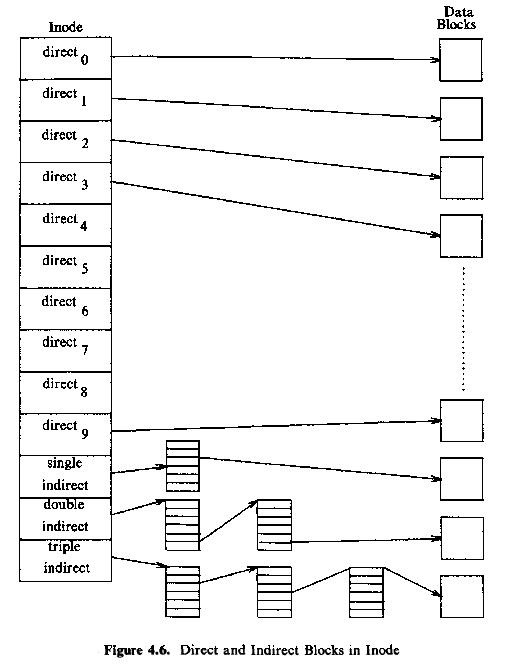 Inode
Data
Blocks
direct 0
direct 1
direct 2
direct 3
direct 4
direct 5
direct 6
direct 7
direct 8
direct 9
single
indirect
double
indirect
triple
indirect
Figure 4.6. Direct and Indirect Blocks in Inode